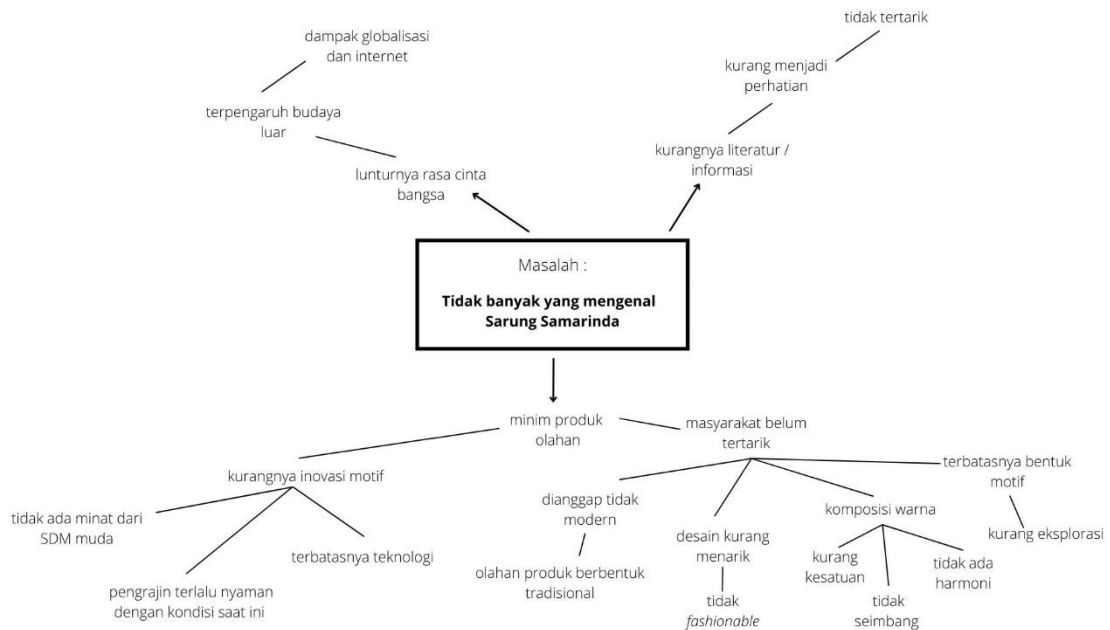 dampak globalisasi
dan internet
terpengaruh budaya
luar
lunturnya rasa cinta
bangsa
tidak tertarik
kurang menjadi
perhatian
kurangnya literatur /
informasi
Masalah :
Tidak banyak yang mengenal
Sarung Samarinda
minim produk
olahan
kurangnya inovasi motif
tidak ada minat dari
SDM muda
pengrajin terlalu nyaman
dengan kondisi saat ini
terbatasnya teknologi
masyarakat belum
tertarik
dianggap tidak
modern
olahan produk berbentuk
tradisional
desain kurang
menarik
tidak
fashionable
komposisi warna
kurang
kesatuan
tidak
seimbang
tidak ada
harmoni
terbatasnya bentuk
motif
kurang eksplorasi